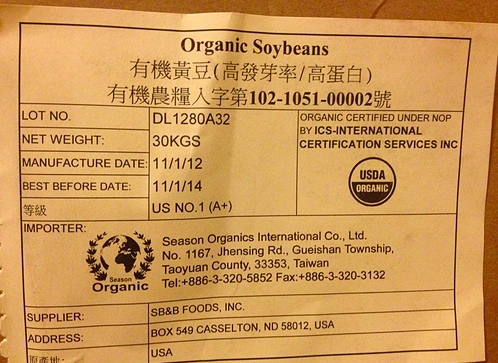 Organic Soybeans
有機黃豆(高發芽率/高蛋白)
有機農糧入字第102-1051-00002號
LOT NO. DL1280A32
NET WEIGHT: 30KGS
MANUFACTURE DATE: 11/1/12
BEST BEFORE DATE: 11/1/14
等級 US NO.1 (A+)
ORGANIC CERTIFIED UNDER NOP
BY ICS-INTERNATIONAL
CERTIFICATION SERVICES INC
USDA
ORGANIC
IMPORTER:
Season
Organic
Season Organics International Co., Ltd.
No. 1167, Jhensing Rd., Gueishan Township,
Taoyuan County, 33353, Taiwan
Tel:+886-3-320-5852 Fax:+886-3-320-3132
SUPPLIER: SB&B FOODS, INC.
ADDRESS: BOX 549 CASSELTON, ND 58012, USA
原產地: USA